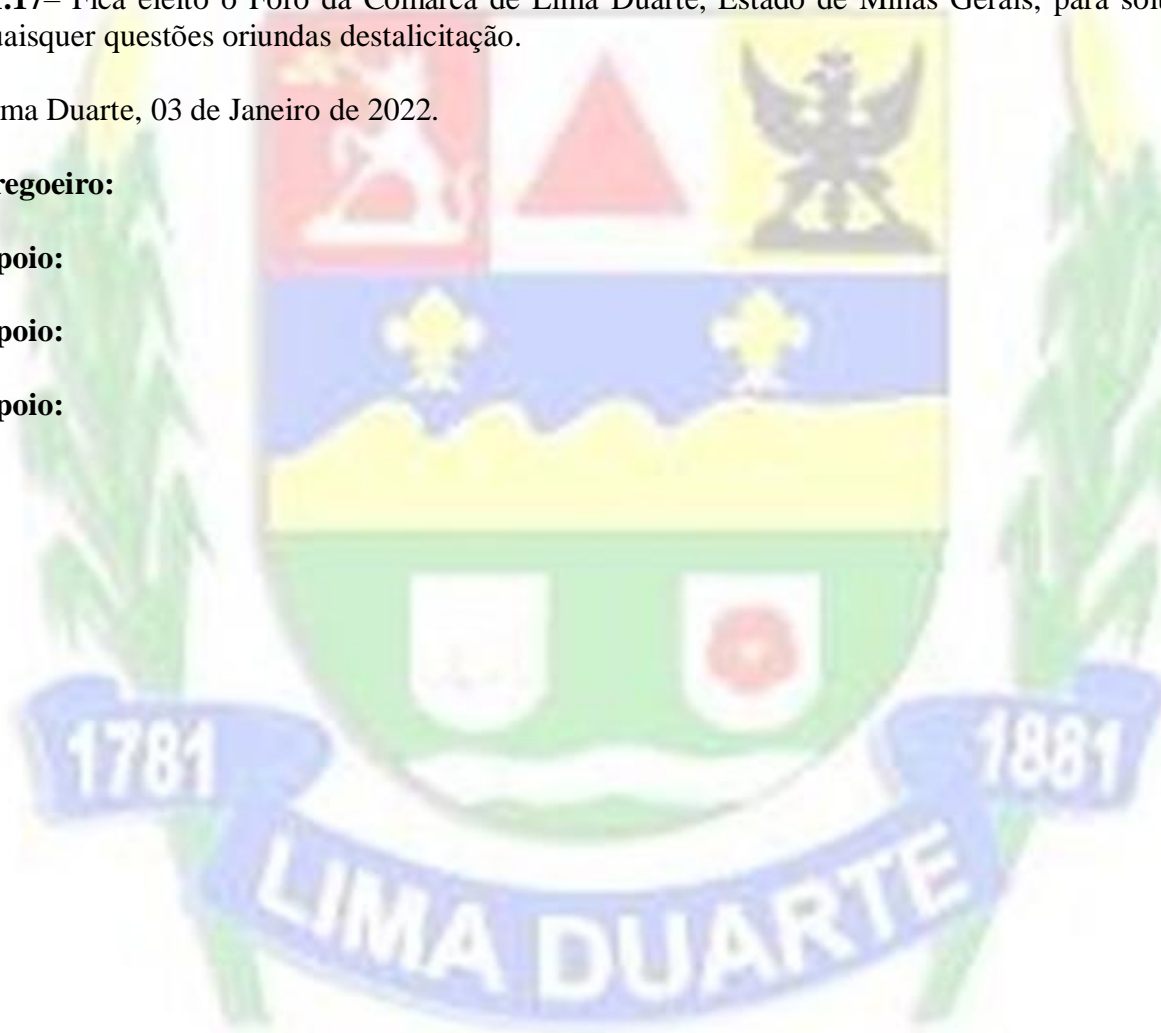 .17– Fica eleito o Foro da Comarca de Lima Duarte, Estado de Minas Gerais, para sol
uaisquer questões oriundas destalicitação.
ma Duarte, 03 de Janeiro de 2022.
regoeiro:
poio:
poio:
poio:
1781
1881
LIMA DUARTE